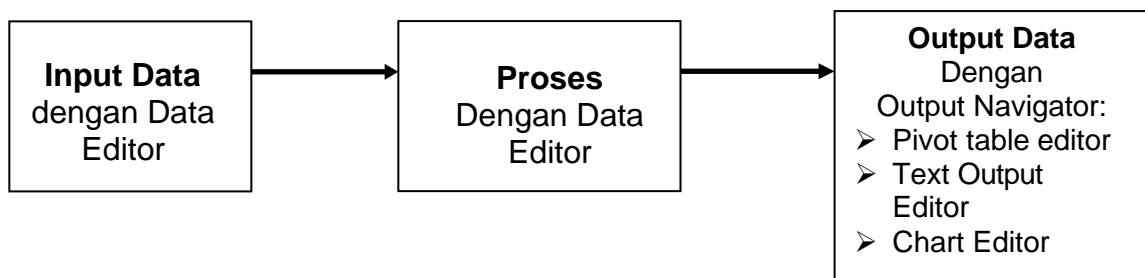 Input Data
dengan Data
Editor
Proses
Dengan Data
Editor
Output Data
Dengan
Output Navigator:
➢ Pivot table editor
➢ Text Output
Editor
➢ Chart Editor